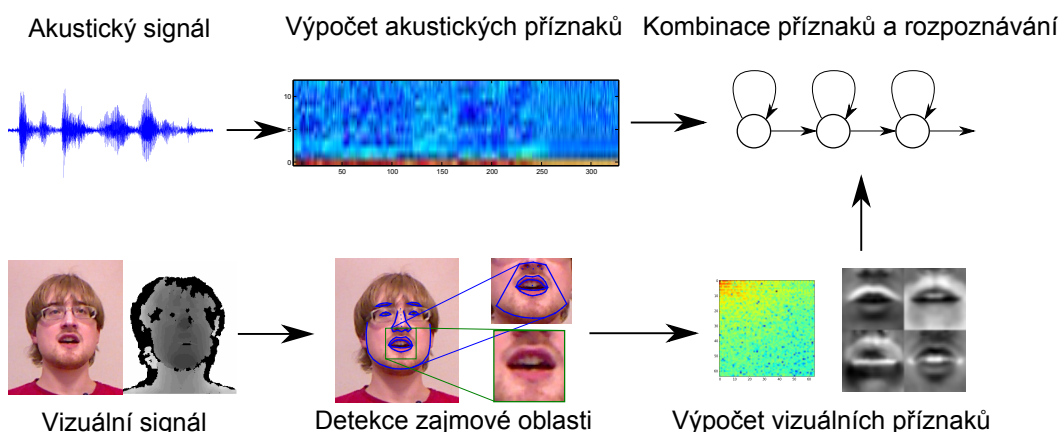 Akustický signál
Výpočet akustických příznaků
Kombinace příznaků a rozpoznávání
10
5
0
50 100 150 200 250 300
Vizuální signál
Detekce zajmové oblasti
Výpočet vizuálních příznaků